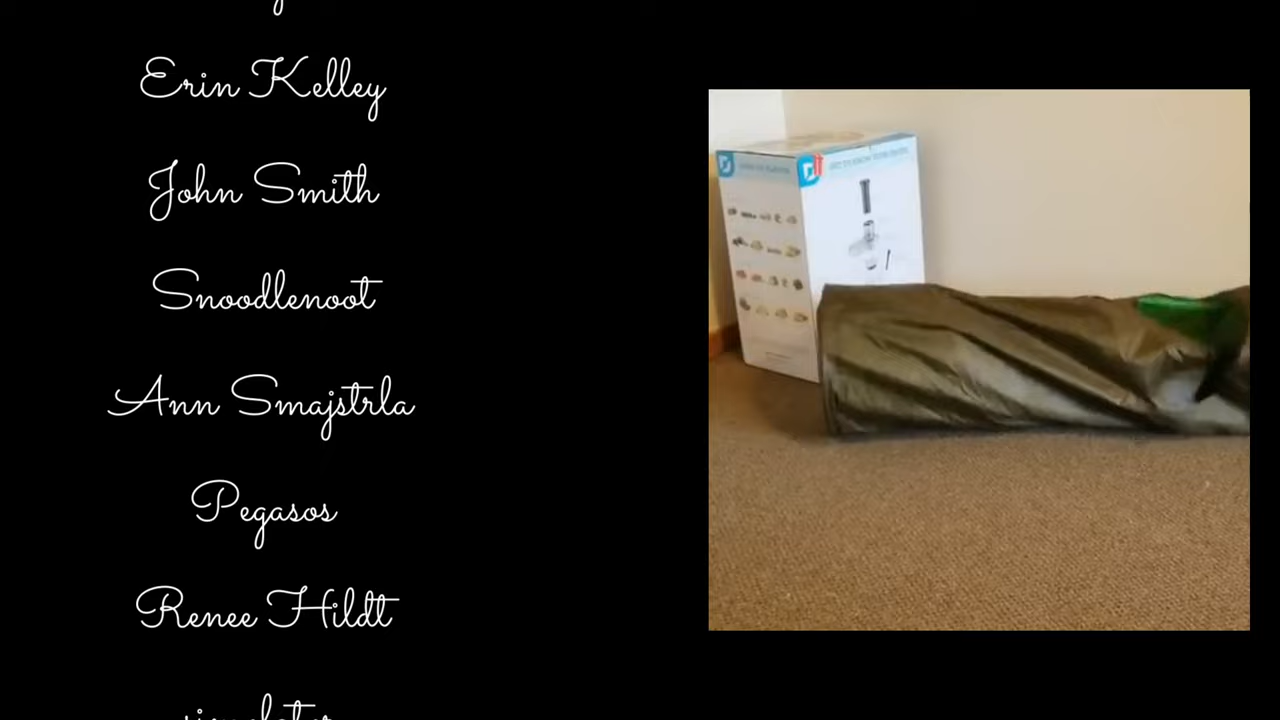 Erin Kelley
John Smith
Snoodlenoot
Ann Smajstrla
Pegasos
Renee Hildt